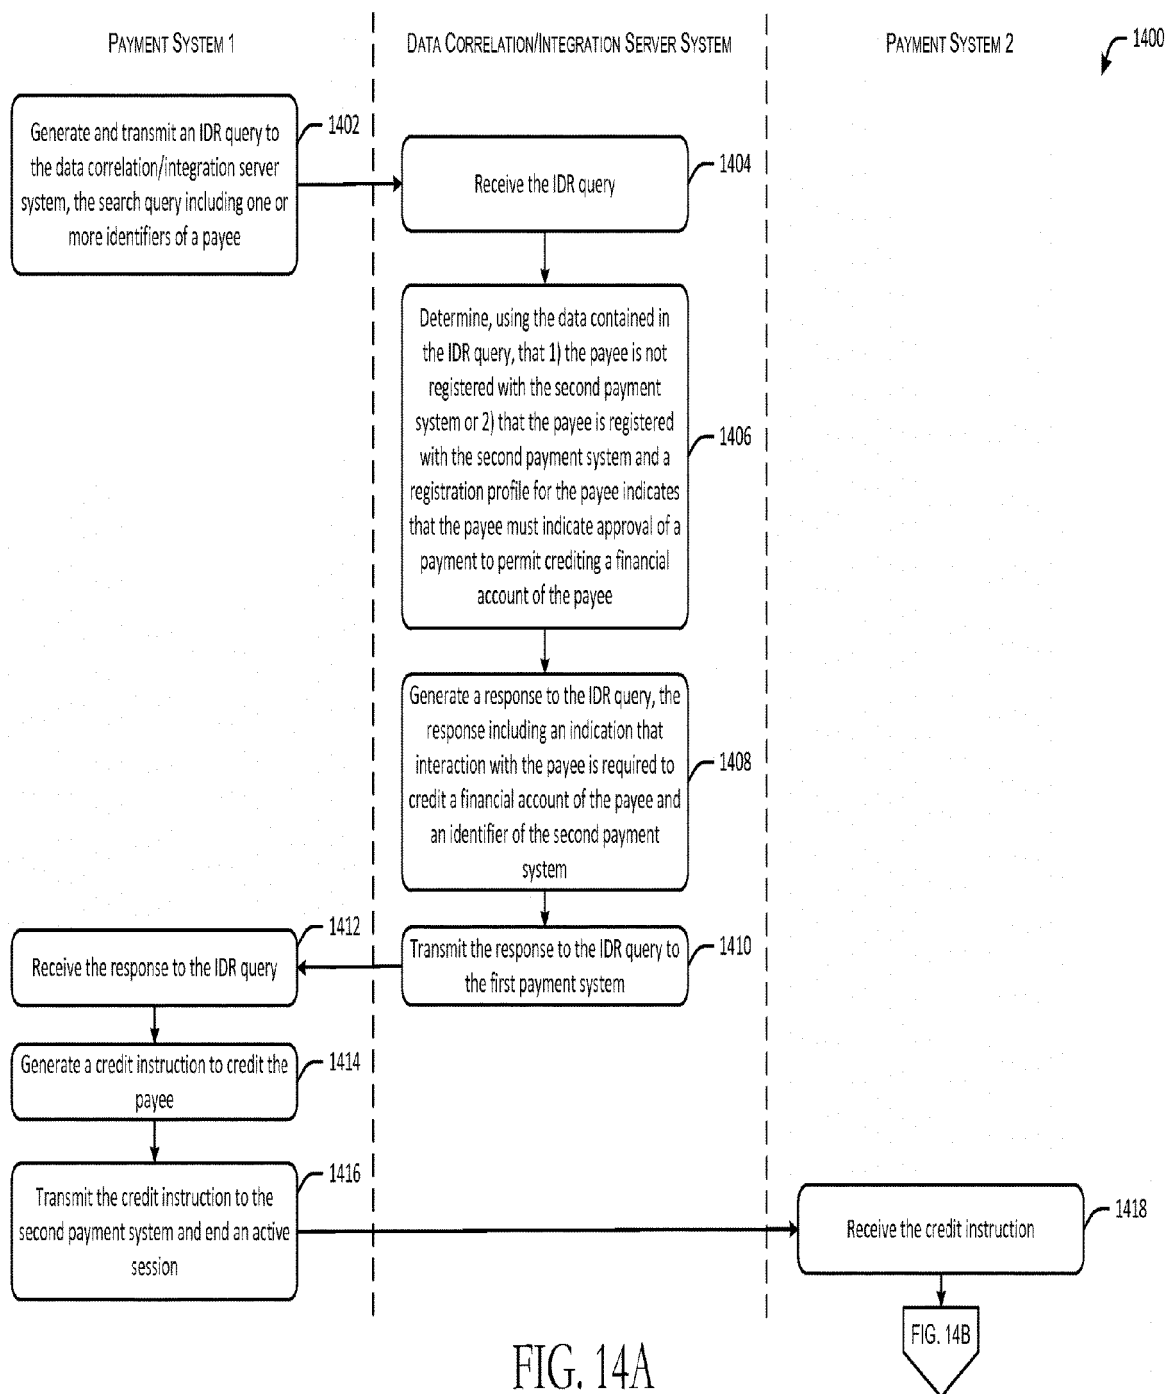 PAYMENT SYSTEM 1
DATA CORRELATION/INTEGRATION SERVER SYSTEM
PAYMENT SYSTEM 2
1400
Generate and transmit an IDR query to
the data correlation/integration server
system, the search query including one or
more identifiers of a payee
1402
Receive the IDR query
1404
Determine, using the data contained in
the IDR query, that 1) the payee is not
registered with the second payment
system or 2) that the payee is registered
with the second payment system and a
registration profile for the payee indicates
that the payee must indicate approval of a
payment to permit crediting a financial
account of the payee
1406
Generate a response to the IDR query, the
response including an indication that
interaction with the payee is required to
credit a financial account of the payee and
an identifier of the second payment
system
1408
Transmit the response to the IDR query to
the first payment system
1410
Receive the response to the IDR query
1412
Generate a credit instruction to credit the
payee
1414
Transmit the credit instruction to the
second payment system and end an active
session
1416
Receive the credit instruction
1418
FIG. 14B
FIG. 14A